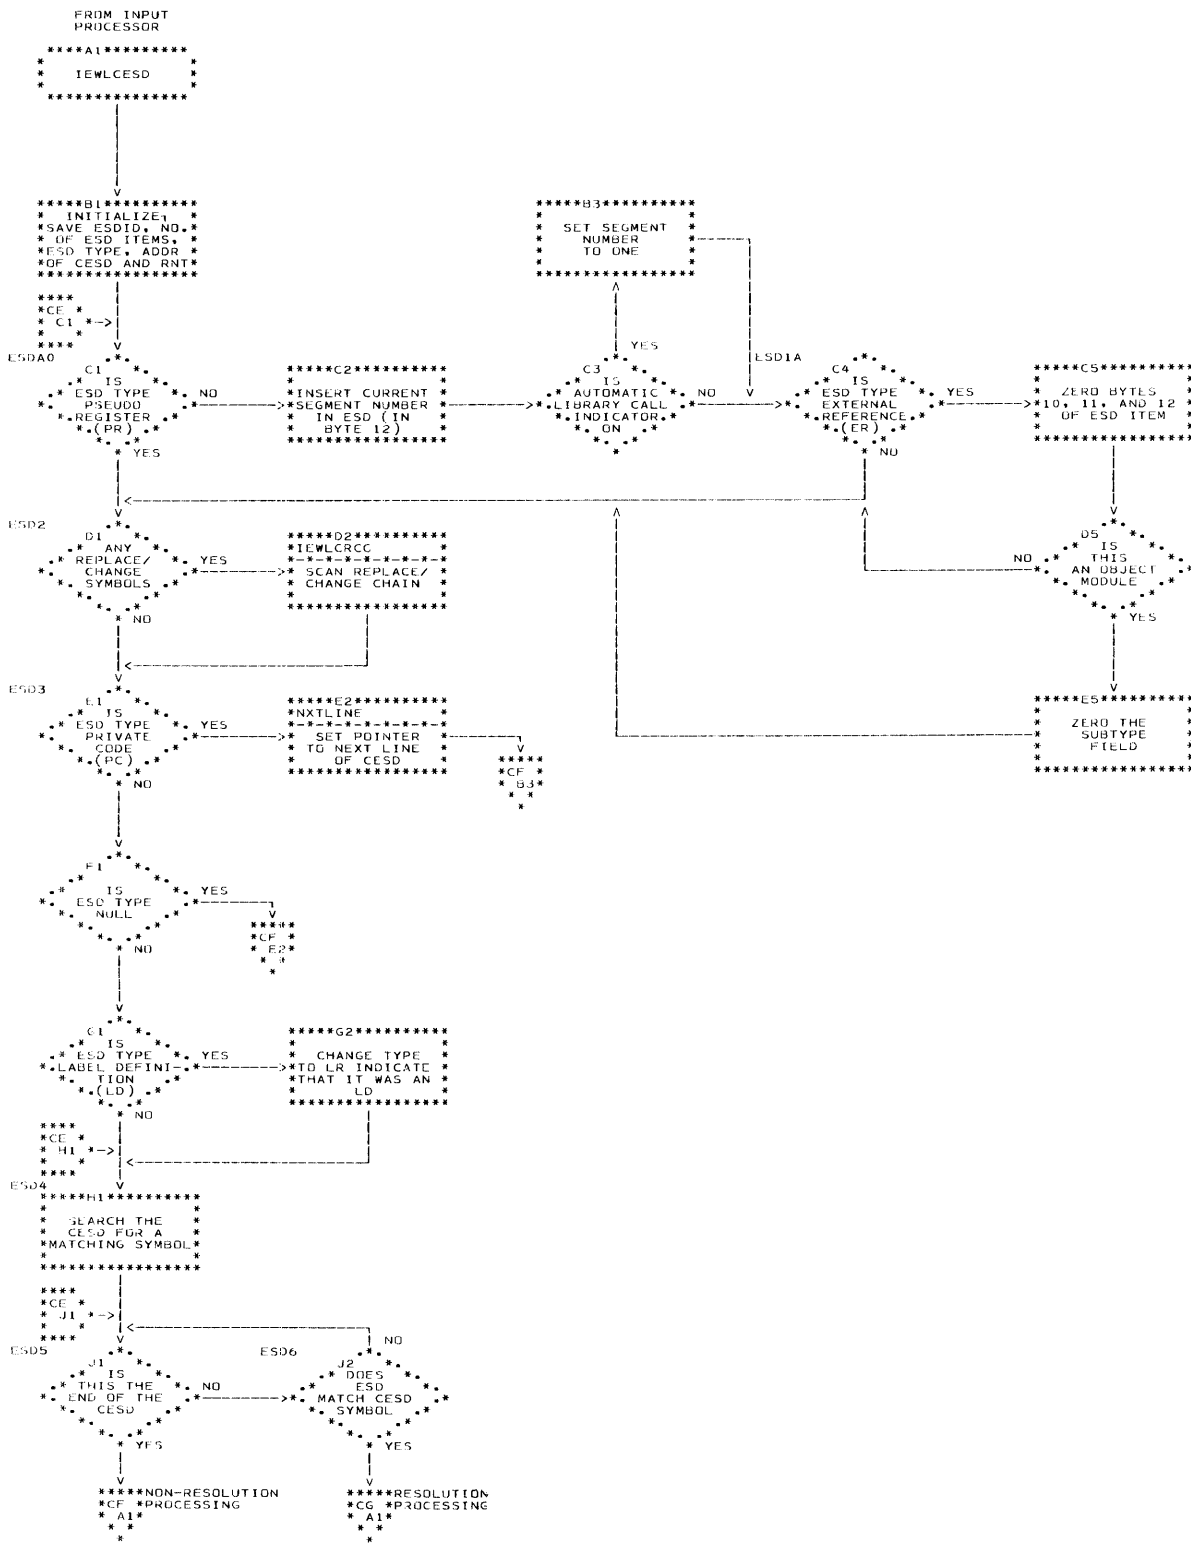 FROM INPUT
PROCESSOR
A1
IEWLCESD
B1
INITIALIZE,
SAVE ESDID, NO.
OF ESD ITEMS,
ESD TYPE, ADDR
OF CESD AND RNT
B3
SET SEGMENT
NUMBER
TO ONE
CE
C1
YES
ESDA0
C1
IS
ESD TYPE
PSEUDO
REGISTER
(PR)
NO
YES
C2
INSERT CURRENT
SEGMENT NUMBER
IN ESD (IN
BYTE 12)
C3
IS
AUTOMATIC
LIBRARY CALL
INDICATOR
ON
NO
ESD1A
C4
IS
ESD TYPE
EXTERNAL
REFERENCE
(ER)
YES
NO
C5
ZERO BYTES
10, 11, AND 12
OF ESD ITEM
ESD2
D1
ANY
REPLACE/
CHANGE
SYMBOLS
YES
NO
D2
IEWLCRCC
SCAN REPLACE/
CHANGE CHAIN
D5
IS
THIS
AN OBJECT
MODULE
NO
YES
ESD3
E1
IS
ESD TYPE
PRIVATE
CODE
(PC)
YES
NO
E2
NXTLINE
SET POINTER
TO NEXT LINE
OF CESD
CF
B3
E5
ZERO THE
SUBTYPE
FIELD
F1
IS
ESD TYPE
NULL
YES
NO
CF
E2
G1
IS
ESD TYPE
LABEL DEFINI-
TION
(LD)
YES
NO
G2
CHANGE TYPE
TO LR INDICATE
THAT IT WAS AN
LD
CE
H1
ESD4
H1
SEARCH THE
CESD FOR A
MATCHING SYMBOL
CE
J1
ESD5
J1
IS
THIS THE
END OF THE
CESD
NO
YES
ESD6
NO
J2
DOES
ESD
MATCH CESD
SYMBOL
YES
NON-RESOLUTION
CF PROCESSING
A1
RESOLUTION
CG PROCESSING
A1